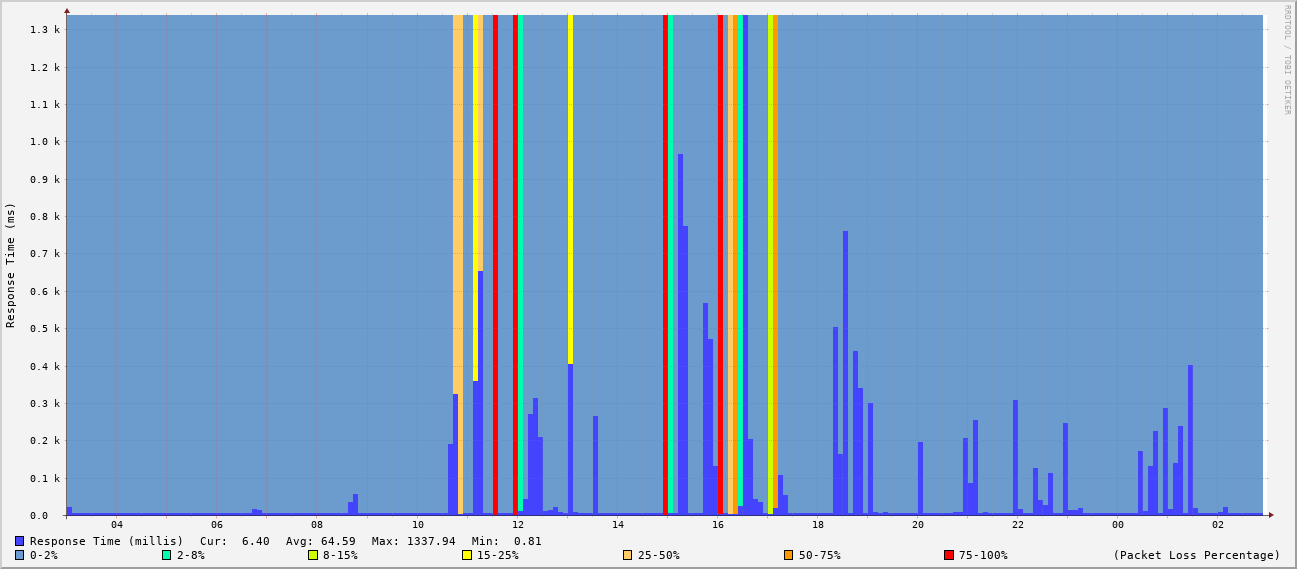 RRDTOOL / TOBI OETIKER
Response Time (ms)
1.3 k
1.2 k
1.1 k
1.0 k
0.9 k
0.8 k
0.7 k
0.6 k
0.5 k
0.4 k
0.3 k
0.2 k
0.1 k
0.0
04 06 08 10 12 14 16 18 20 22 00 02
Response Time (millis) Cur: 6.40 Avg: 64.59 Max: 1337.94 Min: 0.81
0-2% 2-8% 8-15% 15-25% 25-50% 50-75% 75-100% (Packet Loss Percentage)